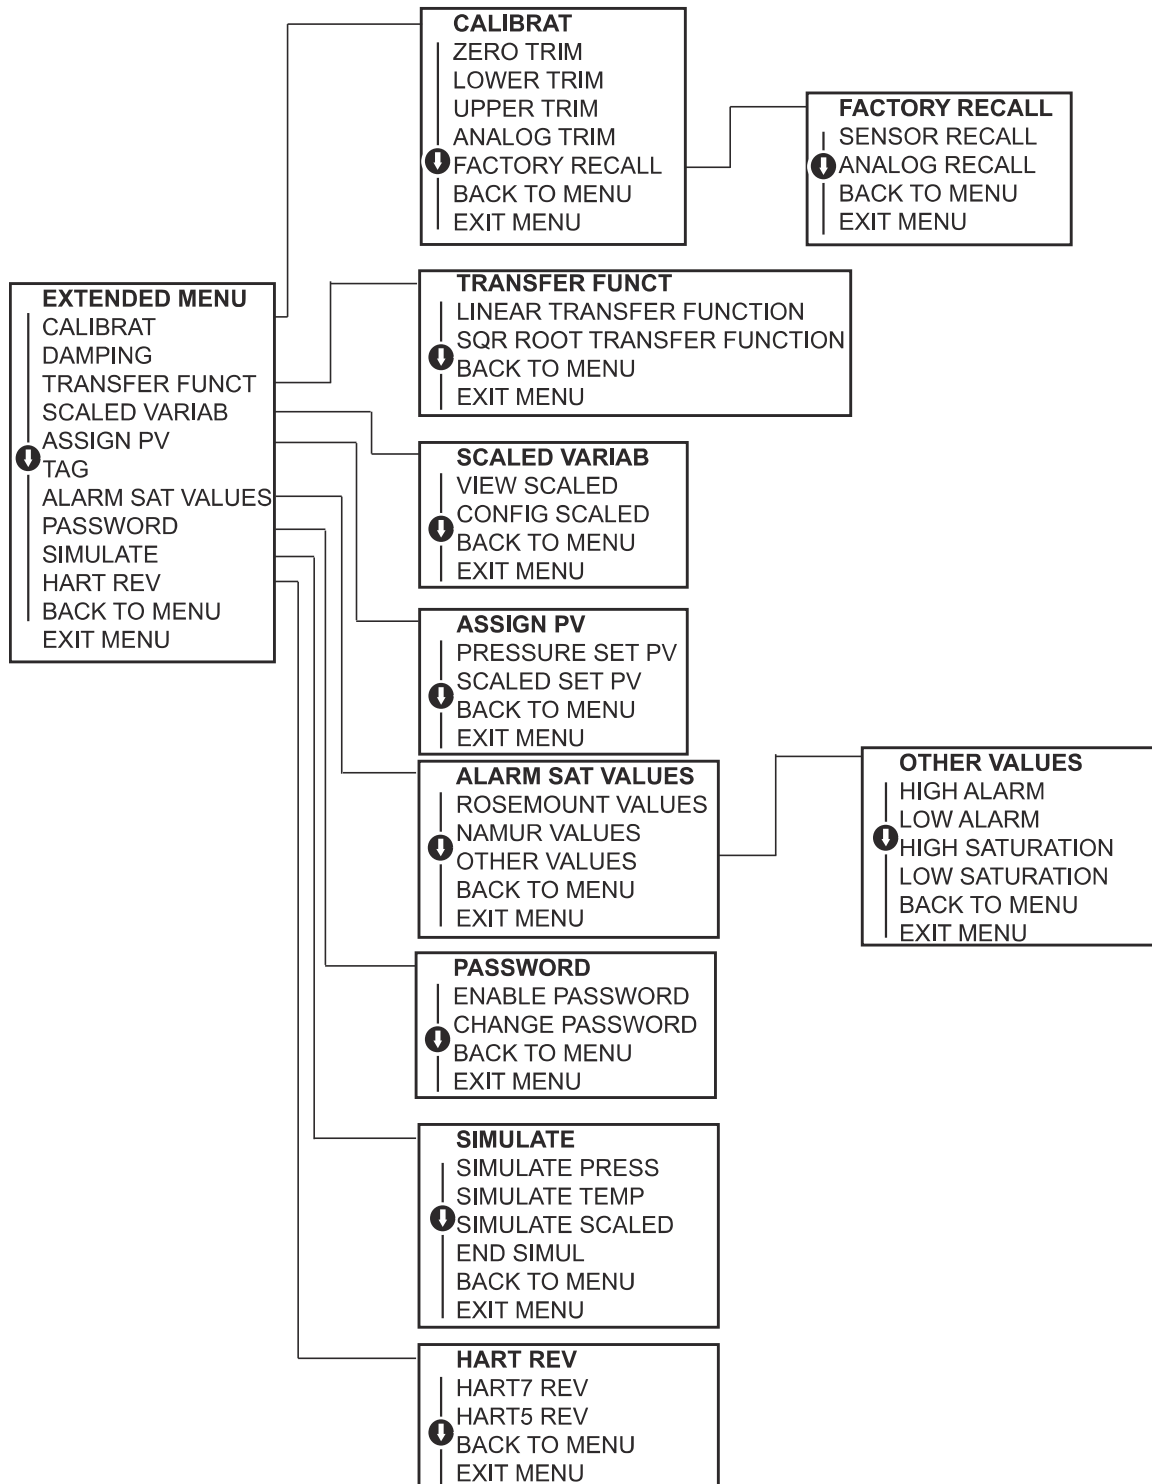 CALIBRAT
ZERO TRIM
LOWER TRIM
UPPER TRIM
ANALOG TRIM
FACTORY RECALL
BACK TO MENU
EXIT MENU
FACTORY RECALL
SENSOR RECALL
ANALOG RECALL
BACK TO MENU
EXIT MENU
EXTENDED MENU
CALIBRAT
DAMPING
TRANSFER FUNCT
SCALED VARIAB
ASSIGN PV
TAG
ALARM SAT VALUES
PASSWORD
SIMULATE
HART REV
BACK TO MENU
EXIT MENU
TRANSFER FUNCT
LINEAR TRANSFER FUNCTION
SQR ROOT TRANSFER FUNCTION
BACK TO MENU
EXIT MENU
SCALED VARIAB
VIEW SCALED
CONFIG SCALED
BACK TO MENU
EXIT MENU
ASSIGN PV
PRESSURE SET PV
SCALED SET PV
BACK TO MENU
EXIT MENU
ALARM SAT VALUES
ROSEMOUNT VALUES
NAMUR VALUES
OTHER VALUES
BACK TO MENU
EXIT MENU
OTHER VALUES
HIGH ALARM
LOW ALARM
HIGH SATURATION
LOW SATURATION
BACK TO MENU
EXIT MENU
PASSWORD
ENABLE PASSWORD
CHANGE PASSWORD
BACK TO MENU
EXIT MENU
SIMULATE
SIMULATE PRESS
SIMULATE TEMP
SIMULATE SCALED
END SIMUL
BACK TO MENU
EXIT MENU
HART REV
HART7 REV
HART5 REV
BACK TO MENU
EXIT MENU